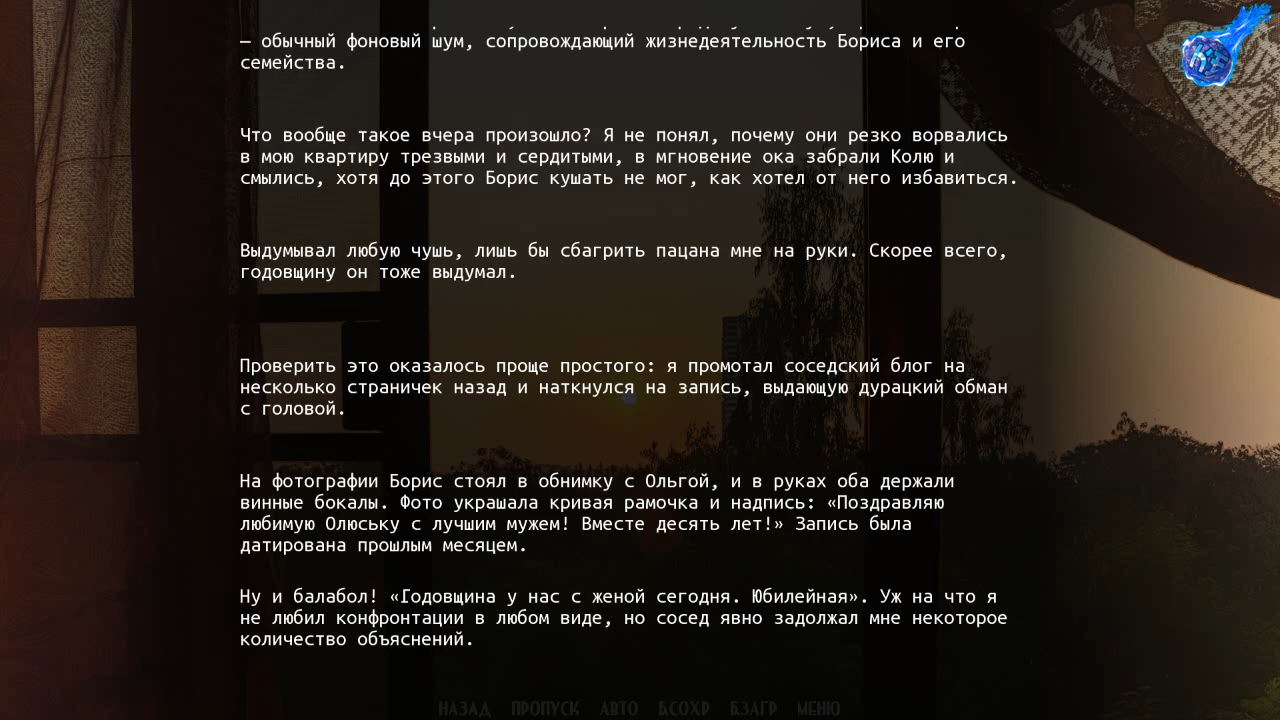 — обычный фоновый шум, сопровождающий жизнедеятельность Бориса и его
семейства.
Что вообще такое вчера произошло? Я не понял, почему они резко ворвались
в мою квартиру трезвыми и сердитыми, в мгновение ока забрали Колю и
смылись, хотя до этого Борис кушать не мог, как хотел от него избавиться.
Выдумывал любую чушь, лишь бы сбагрить пацана мне на руки. Скорее всего,
годовщину он тоже выдумал.
Проверить это оказалось проще простого: я промотал соседский блог на
несколько страничек назад и наткнулся на запись, выдающую дурацкий обман
с головой.
На фотографии Борис стоял в обнимку с Ольгой, и в руках оба держали
винные бокалы. Фото украшала кривая рамочка и надпись: «Поздравляю
любимую Олюську с лучшим мужем! Вместе десять лет!» Запись была
датирована прошлым месяцем.
Ну и балабол! «Годовщина у нас с женой сегодня. Юбилейная». Уж на что я
не любил конфронтации в любом виде, но сосед явно задолжал мне некоторое
количество объяснений.
НАЗАД ПРОПУСК АВТО БСОХР БЗАГР МЕНЮ